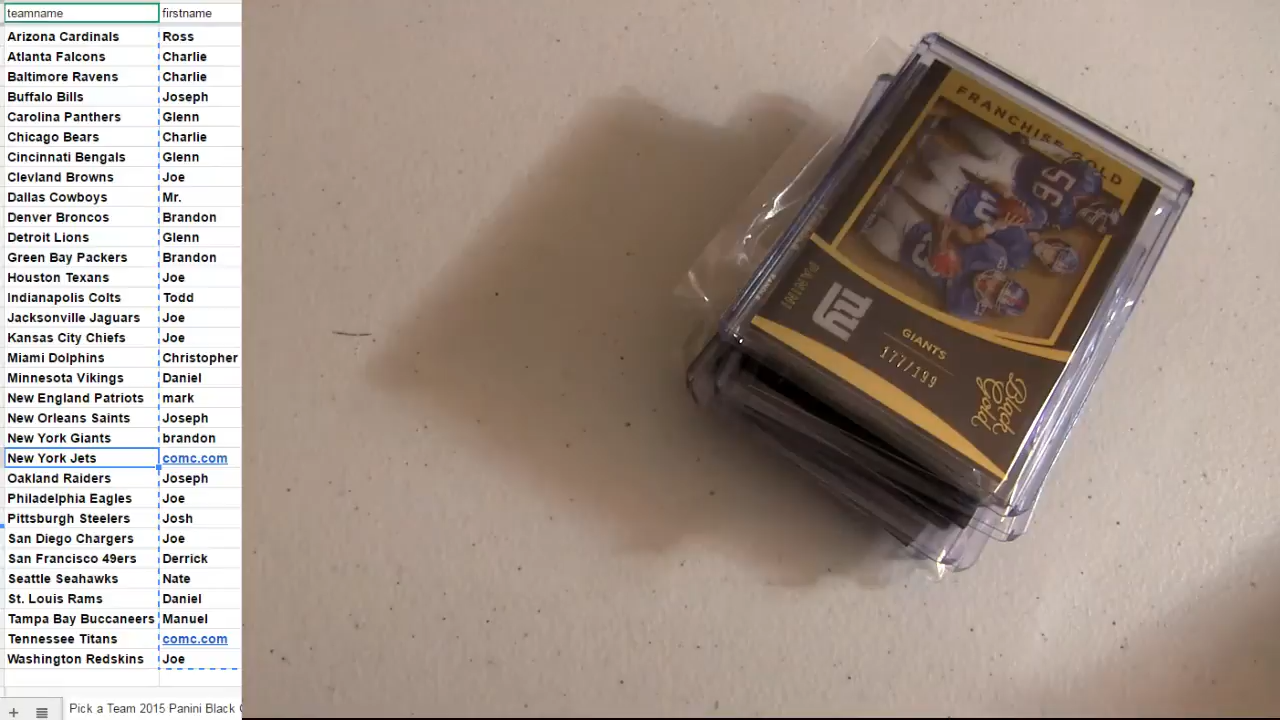 teamname firstname
Arizona Cardinals Ross
Atlanta Falcons Charlie
Baltimore Ravens Charlie
Buffalo Bills Joseph
Carolina Panthers Glenn
Chicago Bears Charlie
Cincinnati Bengals Glenn
Clevland Browns Joe
Dallas Cowboys Mr.
Denver Broncos Brandon
Detroit Lions Glenn
Green Bay Packers Brandon
Houston Texans Joe
Indianapolis Colts Todd
Jacksonville Jaguars Joe
Kansas City Chiefs Joe
Miami Dolphins Christopher
Minnesota Vikings Daniel
New England Patriots mark
New Orleans Saints Joseph
New York Giants brandon
New York Jets comc.com
Oakland Raiders Joseph
Philadelphia Eagles Joe
Pittsburgh Steelers Josh
San Diego Chargers Joe
San Francisco 49ers Derrick
Seattle Seahawks Nate
St. Louis Rams Daniel
Tampa Bay Buccaneers Manuel
Tennessee Titans comc.com
Washington Redskins Joe
Pick a Team 2015 Panini Black
FRANCHISE GOLD
56
ny
GIANTS
177/199
Black
Gold